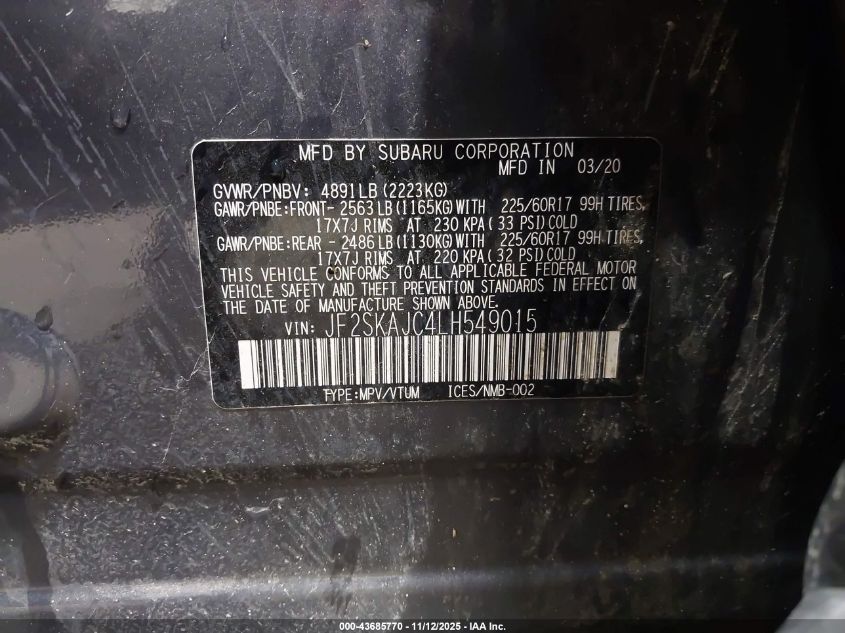 MFD BY SUBARU CORPORATION
MFD IN 03/20
GVWR/PNBV: 4891LB (2223KG)
GAWR/PNBE:FRONT- 2563 LB (1165KG) WITH 225/60R17 99H TIRES,
17X7J RIMS AT 230 KPA (33 PSI) COLD
GAWR/PNBE:REAR - 2486 LB (1130KG) WITH 225/60R17 99H TIRES,
17X7J RIMS AT 220 KPA (32 PSI) COLD
THIS VEHICLE CONFORMS TO ALL APPLICABLE FEDERAL MOTOR
VEHICLE SAFETY AND THEFT PREVENTION STANDARDS IN EFFECT ON
THE DATE OF MANUFACTURE SHOWN ABOVE.
VIN: JF2SKAJC4LH549015
TYPE:MPV/VTUM ICES/NMB-002
000-43685770 - 11/12/2025 - IAA Inc.